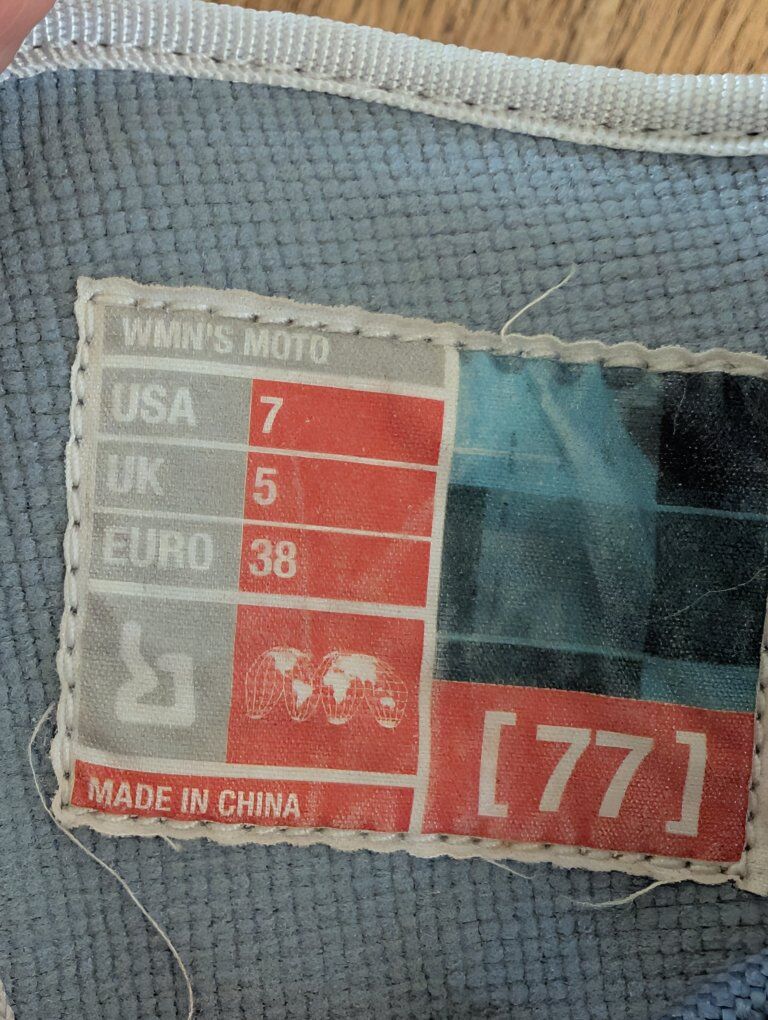 WMN'S MOTO
USA 7
UK 5
EURO 38
MADE IN CHINA
[77]